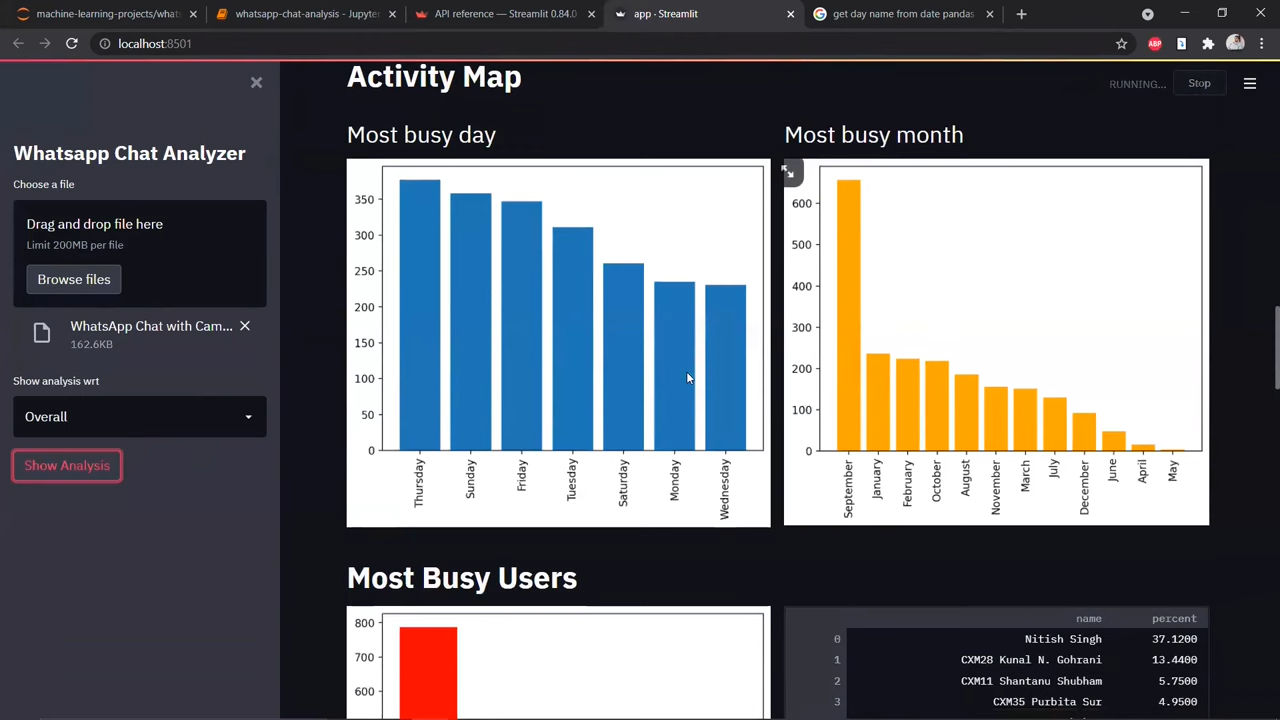 machine-learning-projects/whats
whatsapp-chat-analysis - Jupyter
API reference — Streamlit 0.84.0
app · Streamlit
get day name from date pandas
localhost:8501
ABP
RUNNING...
Stop
Whatsapp Chat Analyzer
Choose a file
Drag and drop file here
Limit 200MB per file
Browse files
WhatsApp Chat with Cam...
162.6KB
Show analysis wrt
Overall
Show Analysis
Activity Map
Most busy day
350
300
250
200
150
100
50
0
Thursday
Sunday
Friday
Tuesday
Saturday
Monday
Wednesday
Most busy month
600
500
400
300
200
100
0
September
January
February
October
August
November
March
July
December
June
April
May
Most Busy Users
800
700
600
name percent
0 Nitish Singh 37.1200
1 CXM28 Kunal N. Gohrani 13.4400
2 CXM11 Shantanu Shubham 5.7500
3 CXM35 Purbita Sur 4.9500